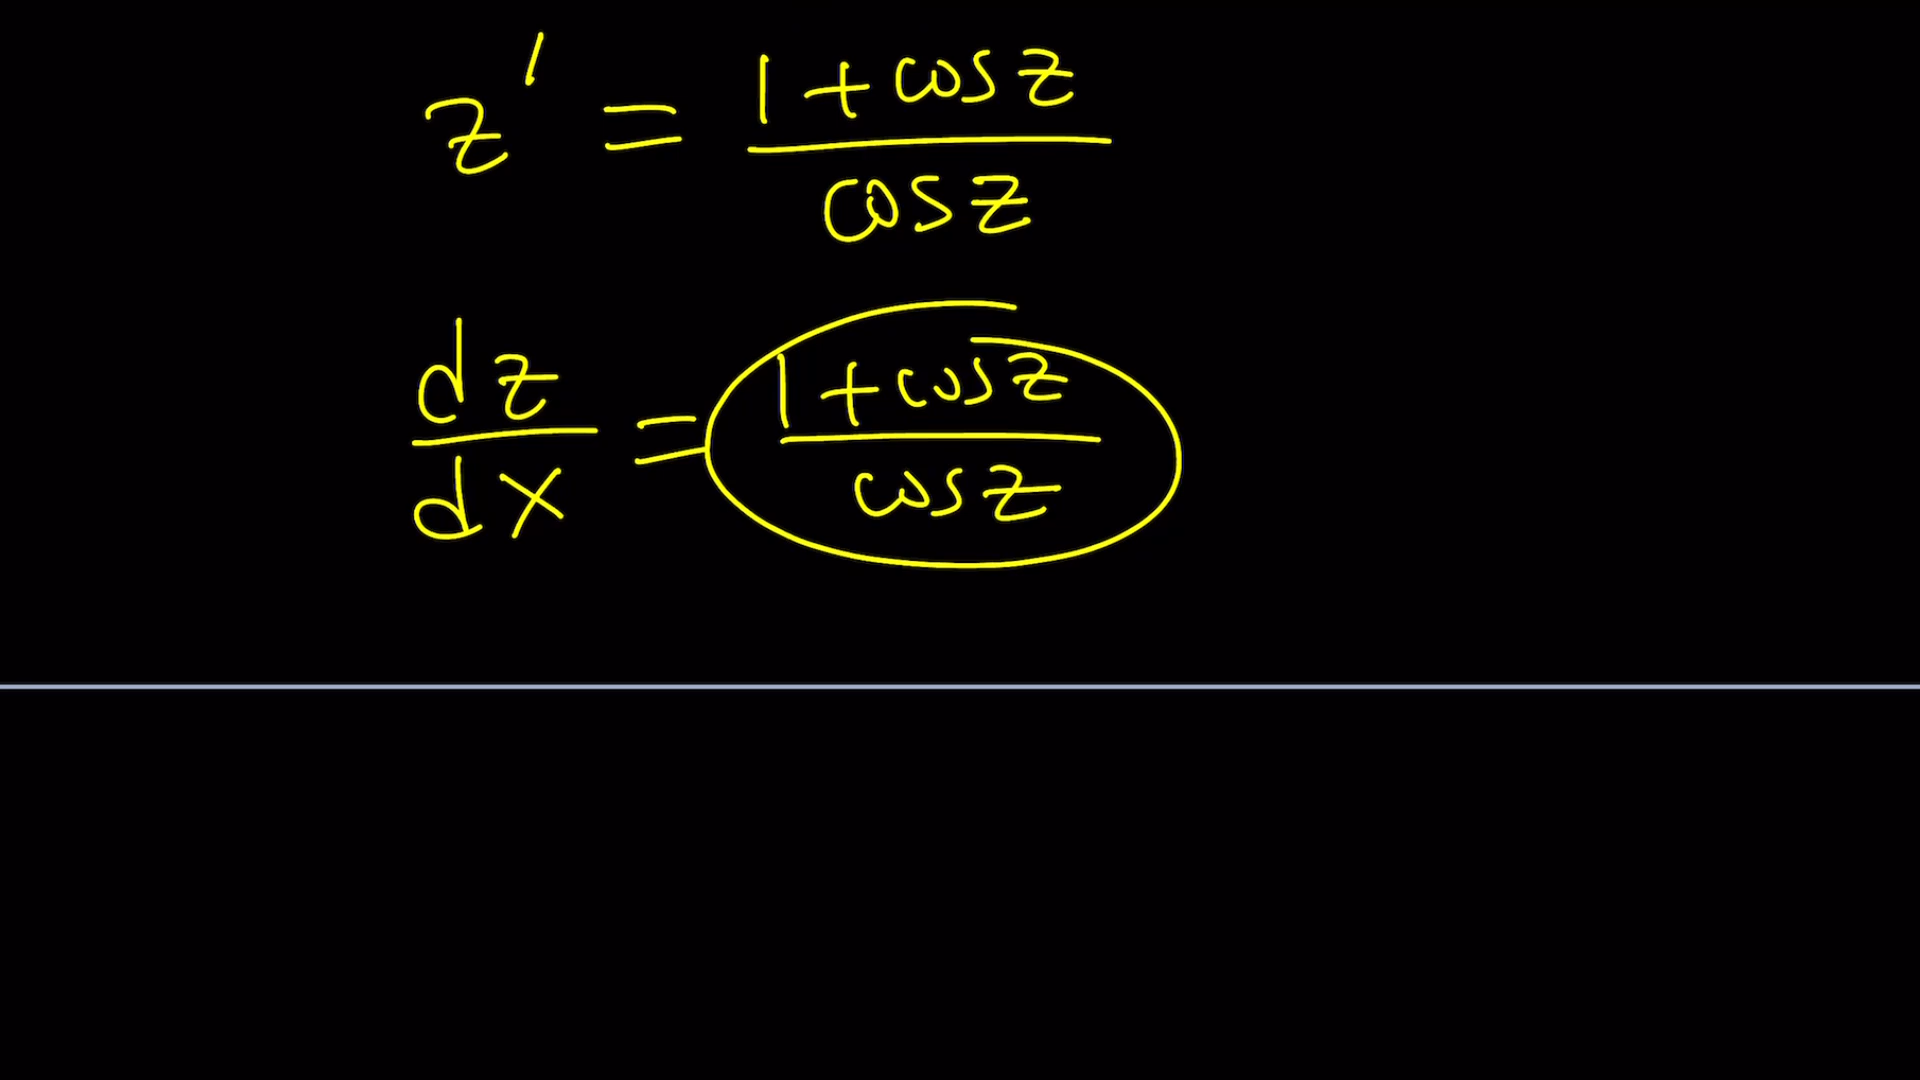 z' = 1 + cos z / cos z
dz/dx = 1 + cos z / cos z